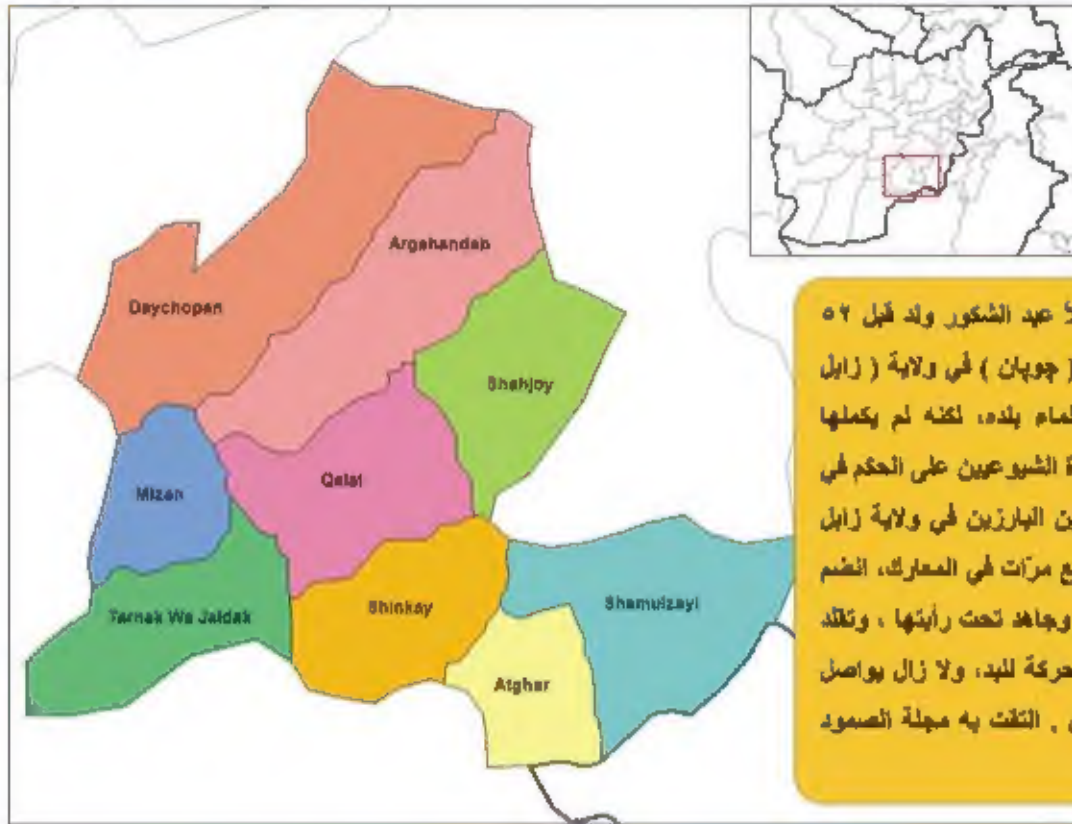 Argahandab
Daychopan
Shahjoy
Qalat
Mizan
Tarnak Wa Jaldak
Shinkay
Shamulzayi
Atghar
عبد الشكور ولد قبل ٥٢
( جوبان ) في ولاية ( زابل
بلده، لكنه لم يكملها
الشيوعيين على الحكم في
البارزين في ولاية زابل
مرّات في المعارك، انضم
وجاهد تحت رأيتها ، وتقلد
للبد، ولا زال يواصل
. التقت به مجلة الصمود